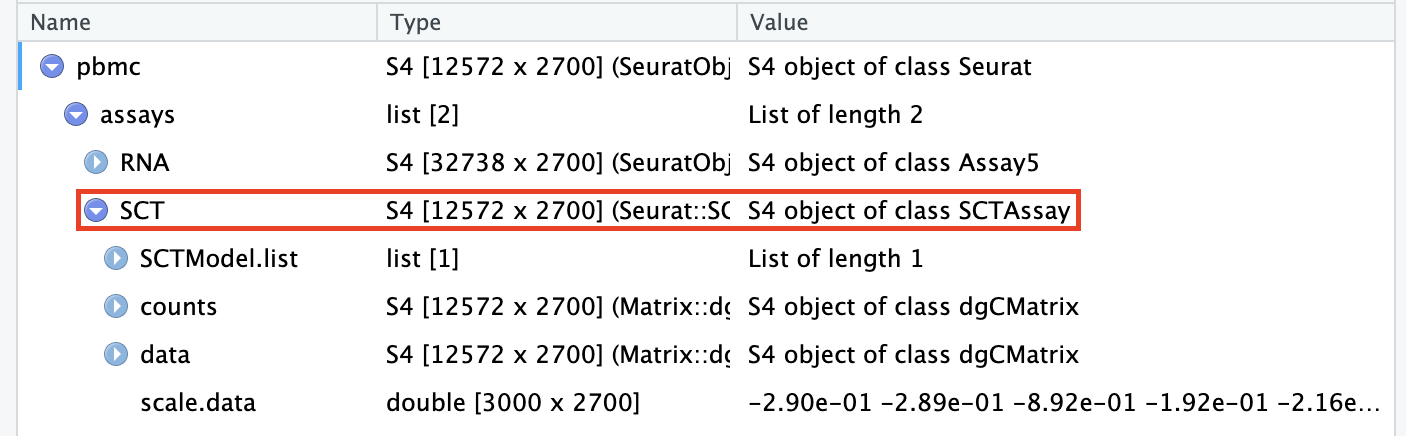 Name Type Value
pbmc S4 [12572 x 2700] (SeuratObj S4 object of class Seurat
assays list [2] List of length 2
RNA S4 [32738 x 2700] (SeuratObj S4 object of class Assay5
SCT S4 [12572 x 2700] (Seurat::SC S4 object of class SCTAssay
SCTModel.list list [1] List of length 1
counts S4 [12572 x 2700] (Matrix::dg S4 object of class dgCMatrix
data S4 [12572 x 2700] (Matrix::dg S4 object of class dgCMatrix
scale.data double [3000 x 2700] -2.90e-01 -2.89e-01 -8.92e-01 -1.92e-01 -2.16e...